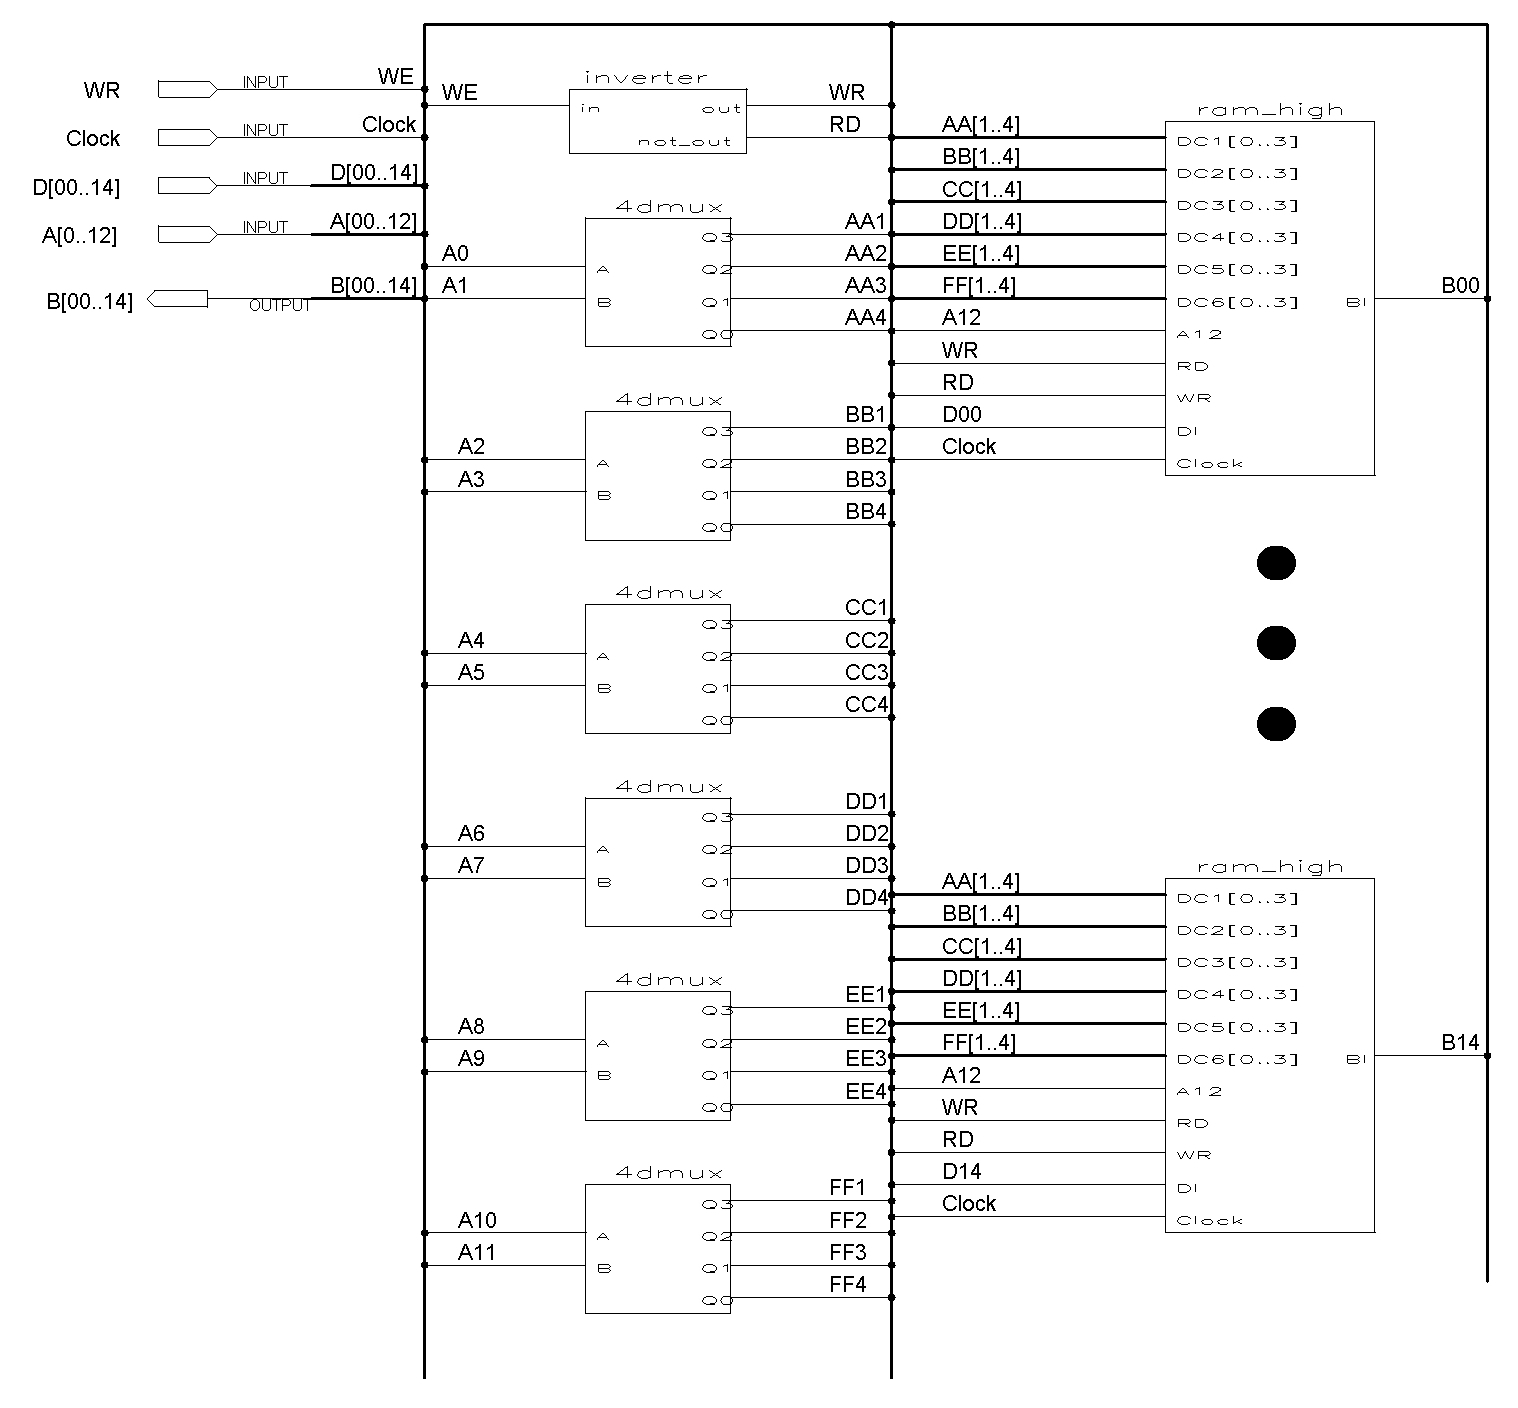 WR INPUT WE
Clock INPUT Clock
D[00..14] INPUT D[00..14]
A[0..12] INPUT A[00..12]
B[00..14] OUTPUT B[00..14]
inverter
WE in out WR
not_out RD
4dmux
Q3 AA1
A0 A Q2 AA2
A1 B Q1 AA3
Q0 AA4
4dmux
Q3 BB1
A2 A Q2 BB2
A3 B Q1 BB3
Q0 BB4
4dmux
Q3 CC1
A4 A Q2 CC2
A5 B Q1 CC3
Q0 CC4
4dmux
Q3 DD1
A6 A Q2 DD2
A7 B Q1 DD3
Q0 DD4
4dmux
Q3 EE1
A8 A Q2 EE2
A9 B Q1 EE3
Q0 EE4
4dmux
Q3 FF1
A10 A Q2 FF2
A11 B Q1 FF3
Q0 FF4
ram_high
AA[1..4] DC1[0..3]
BB[1..4] DC2[0..3]
CC[1..4] DC3[0..3]
DD[1..4] DC4[0..3]
EE[1..4] DC5[0..3]
FF[1..4] DC6[0..3] BI B00
A12 A12
WR RD
RD WR
D00 DI
Clock Clock
ram_high
AA[1..4] DC1[0..3]
BB[1..4] DC2[0..3]
CC[1..4] DC3[0..3]
DD[1..4] DC4[0..3]
EE[1..4] DC5[0..3]
FF[1..4] DC6[0..3] BI B14
A12 A12
WR RD
RD WR
D14 DI
Clock Clock